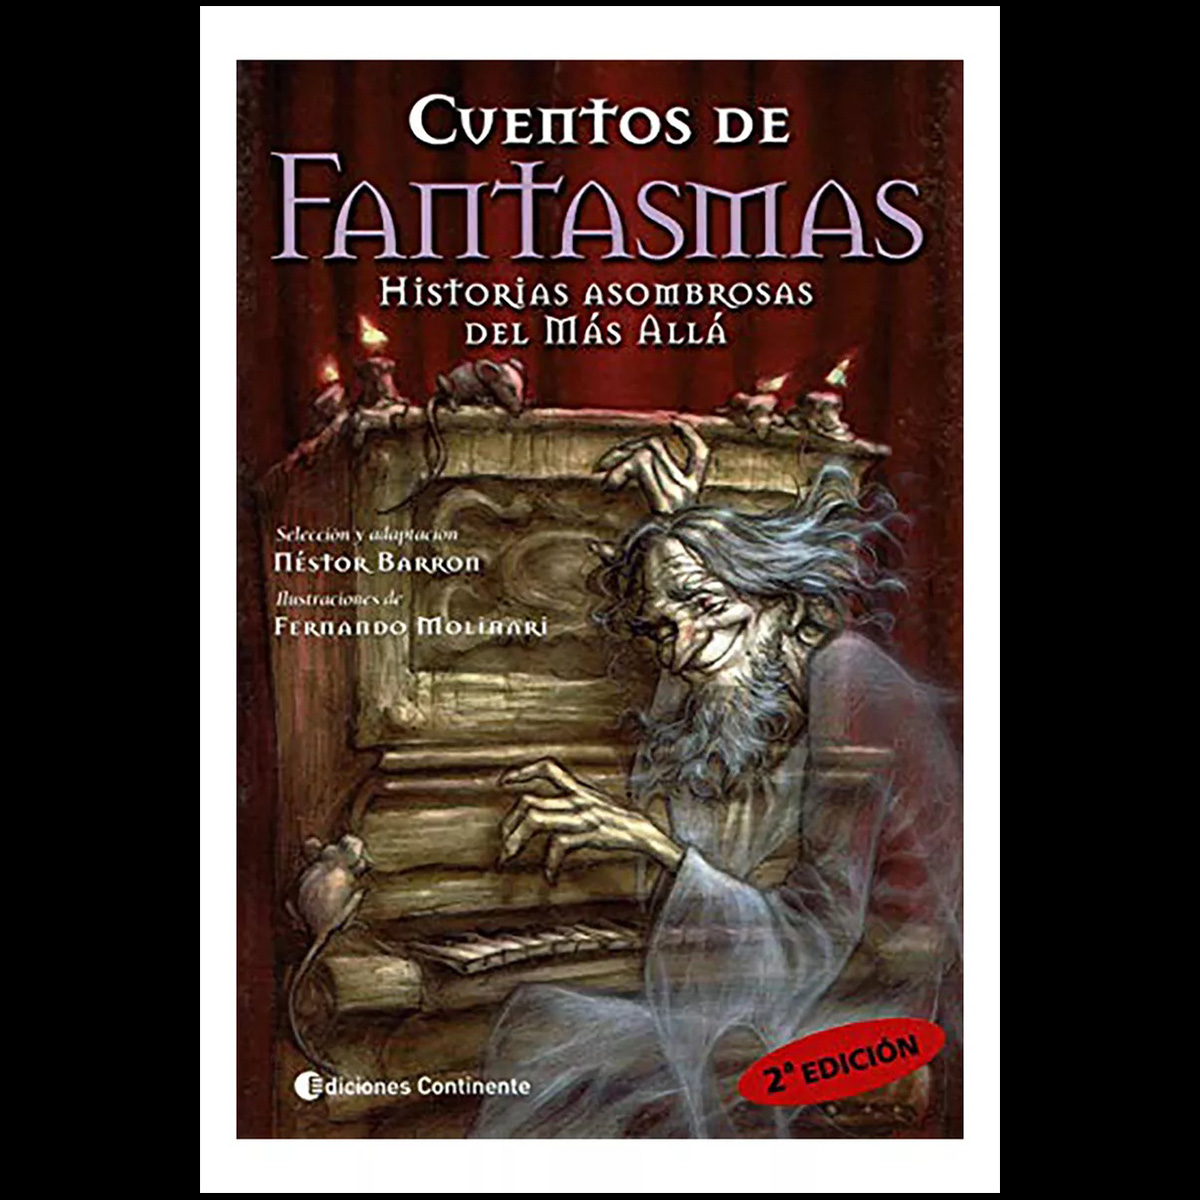 CUENTOS DE
FANTASMAS
HISTORIAS ASOMBROSAS
DEL MÁS ALLÁ
Selección y adaptación
NÉSTOR BARRON
Ilustraciones de
FERNANDO MOLINARI
Ediciones Continente
2ª EDICIÓN